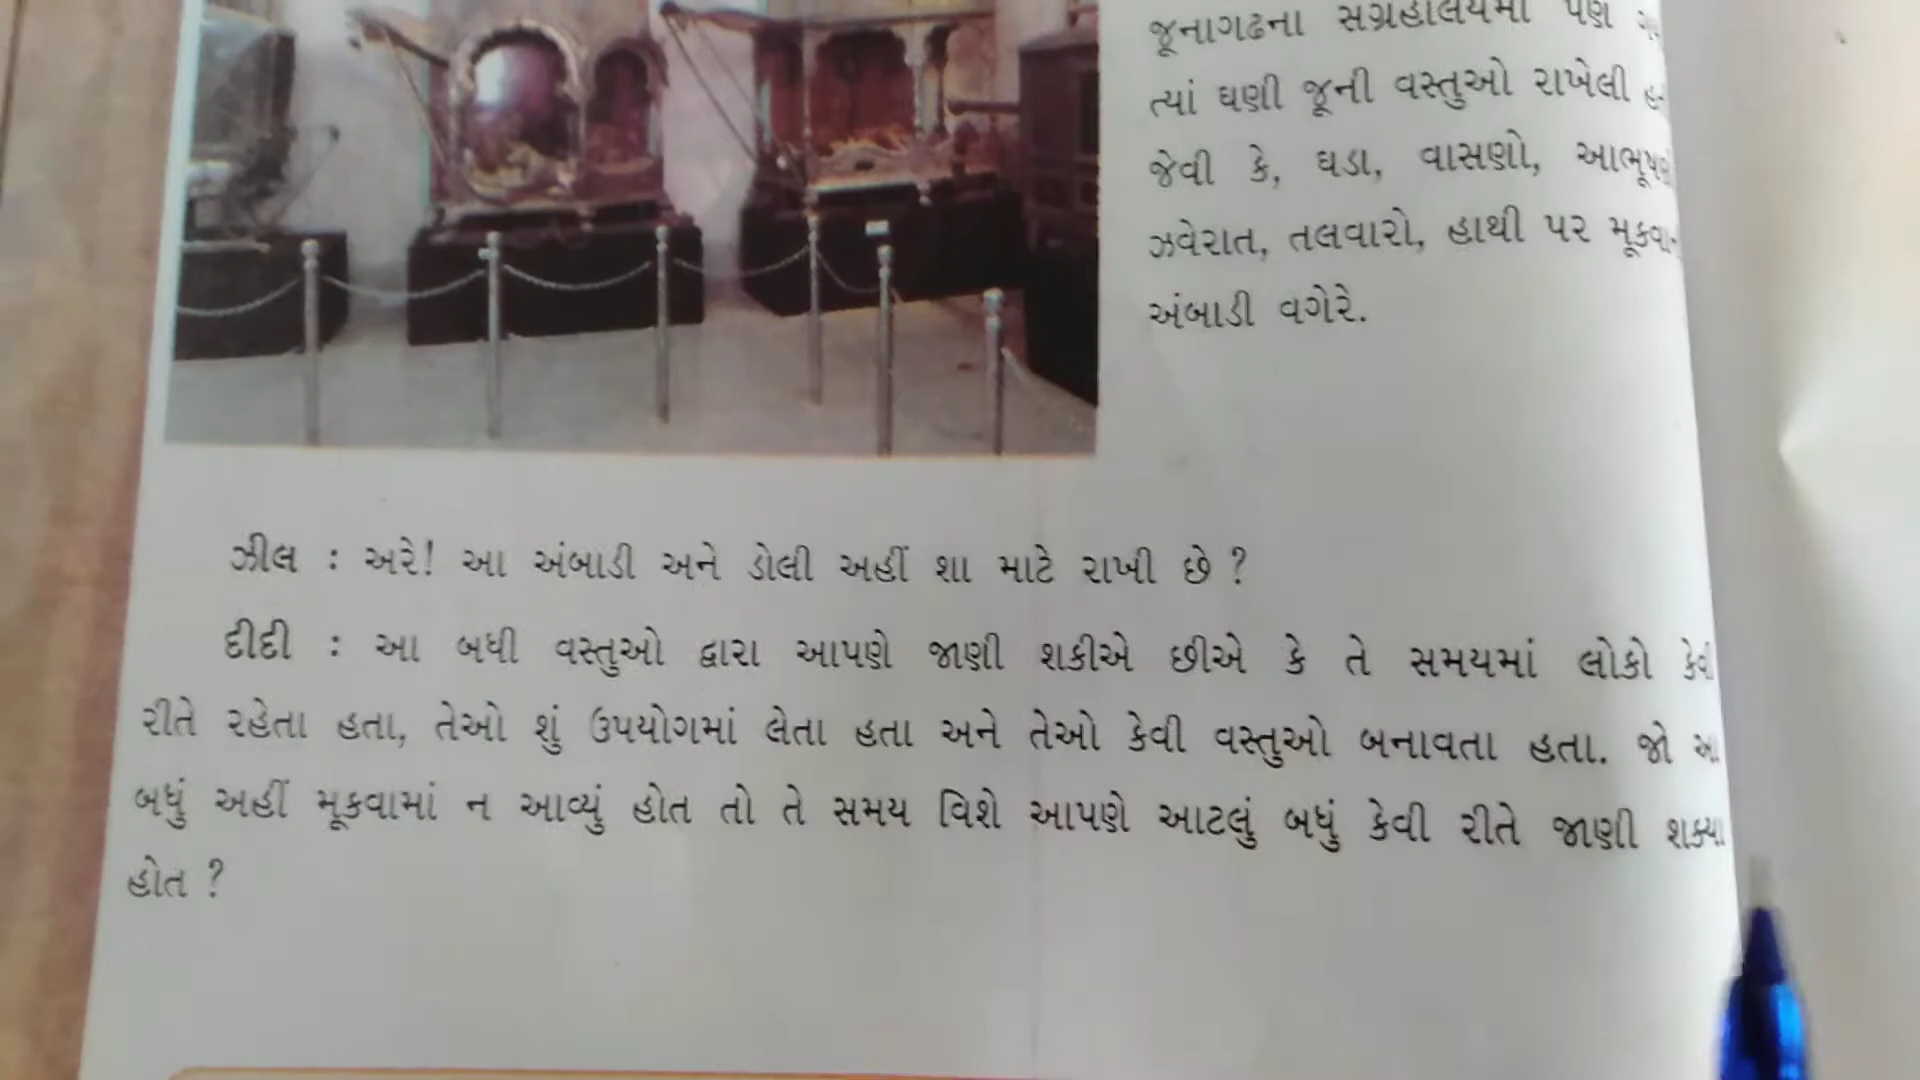 જૂનાગઢના સંગ્રહાલયમાં પણ
ત્યાં ઘણી જૂની વસ્તુઓ રાખેલી
જેવી કે, ઘડા, વાસણો,
ઝવેરાત, તલવારો, હાથી પર
અંબાડી વગેરે.
ઝીલ : અરે! આ અંબાડી અને ડોલી અહીં શા માટે રાખી છે ?
દીદી : આ બધી વસ્તુઓ દ્વારા આપણે જાણી શકીએ છીએ કે તે સમયમાં લોકો કેવી
રીતે રહેતા હતા, તેઓ શું ઉપયોગમાં લેતા હતા અને તેઓ કેવી વસ્તુઓ બનાવતા હતા. જો આ
બધું અહીં મૂકવામાં ન આવ્યું હોત તો તે સમય વિશે આપણે આટલું બધું કેવી રીતે જાણી શક્યા
હોત ?